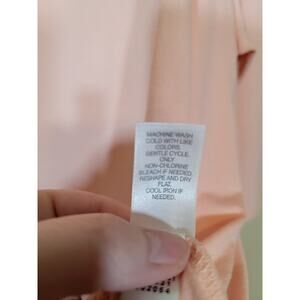 MACHINE WASH
COLD WITH LIKE
COLORS.
GENTLE CYCLE.
ONLY
NON-CHLORINE
BLEACH IF NEEDED.
RESHAPE AND DRY
FLAT.
COOL IRON IF
NEEDED.